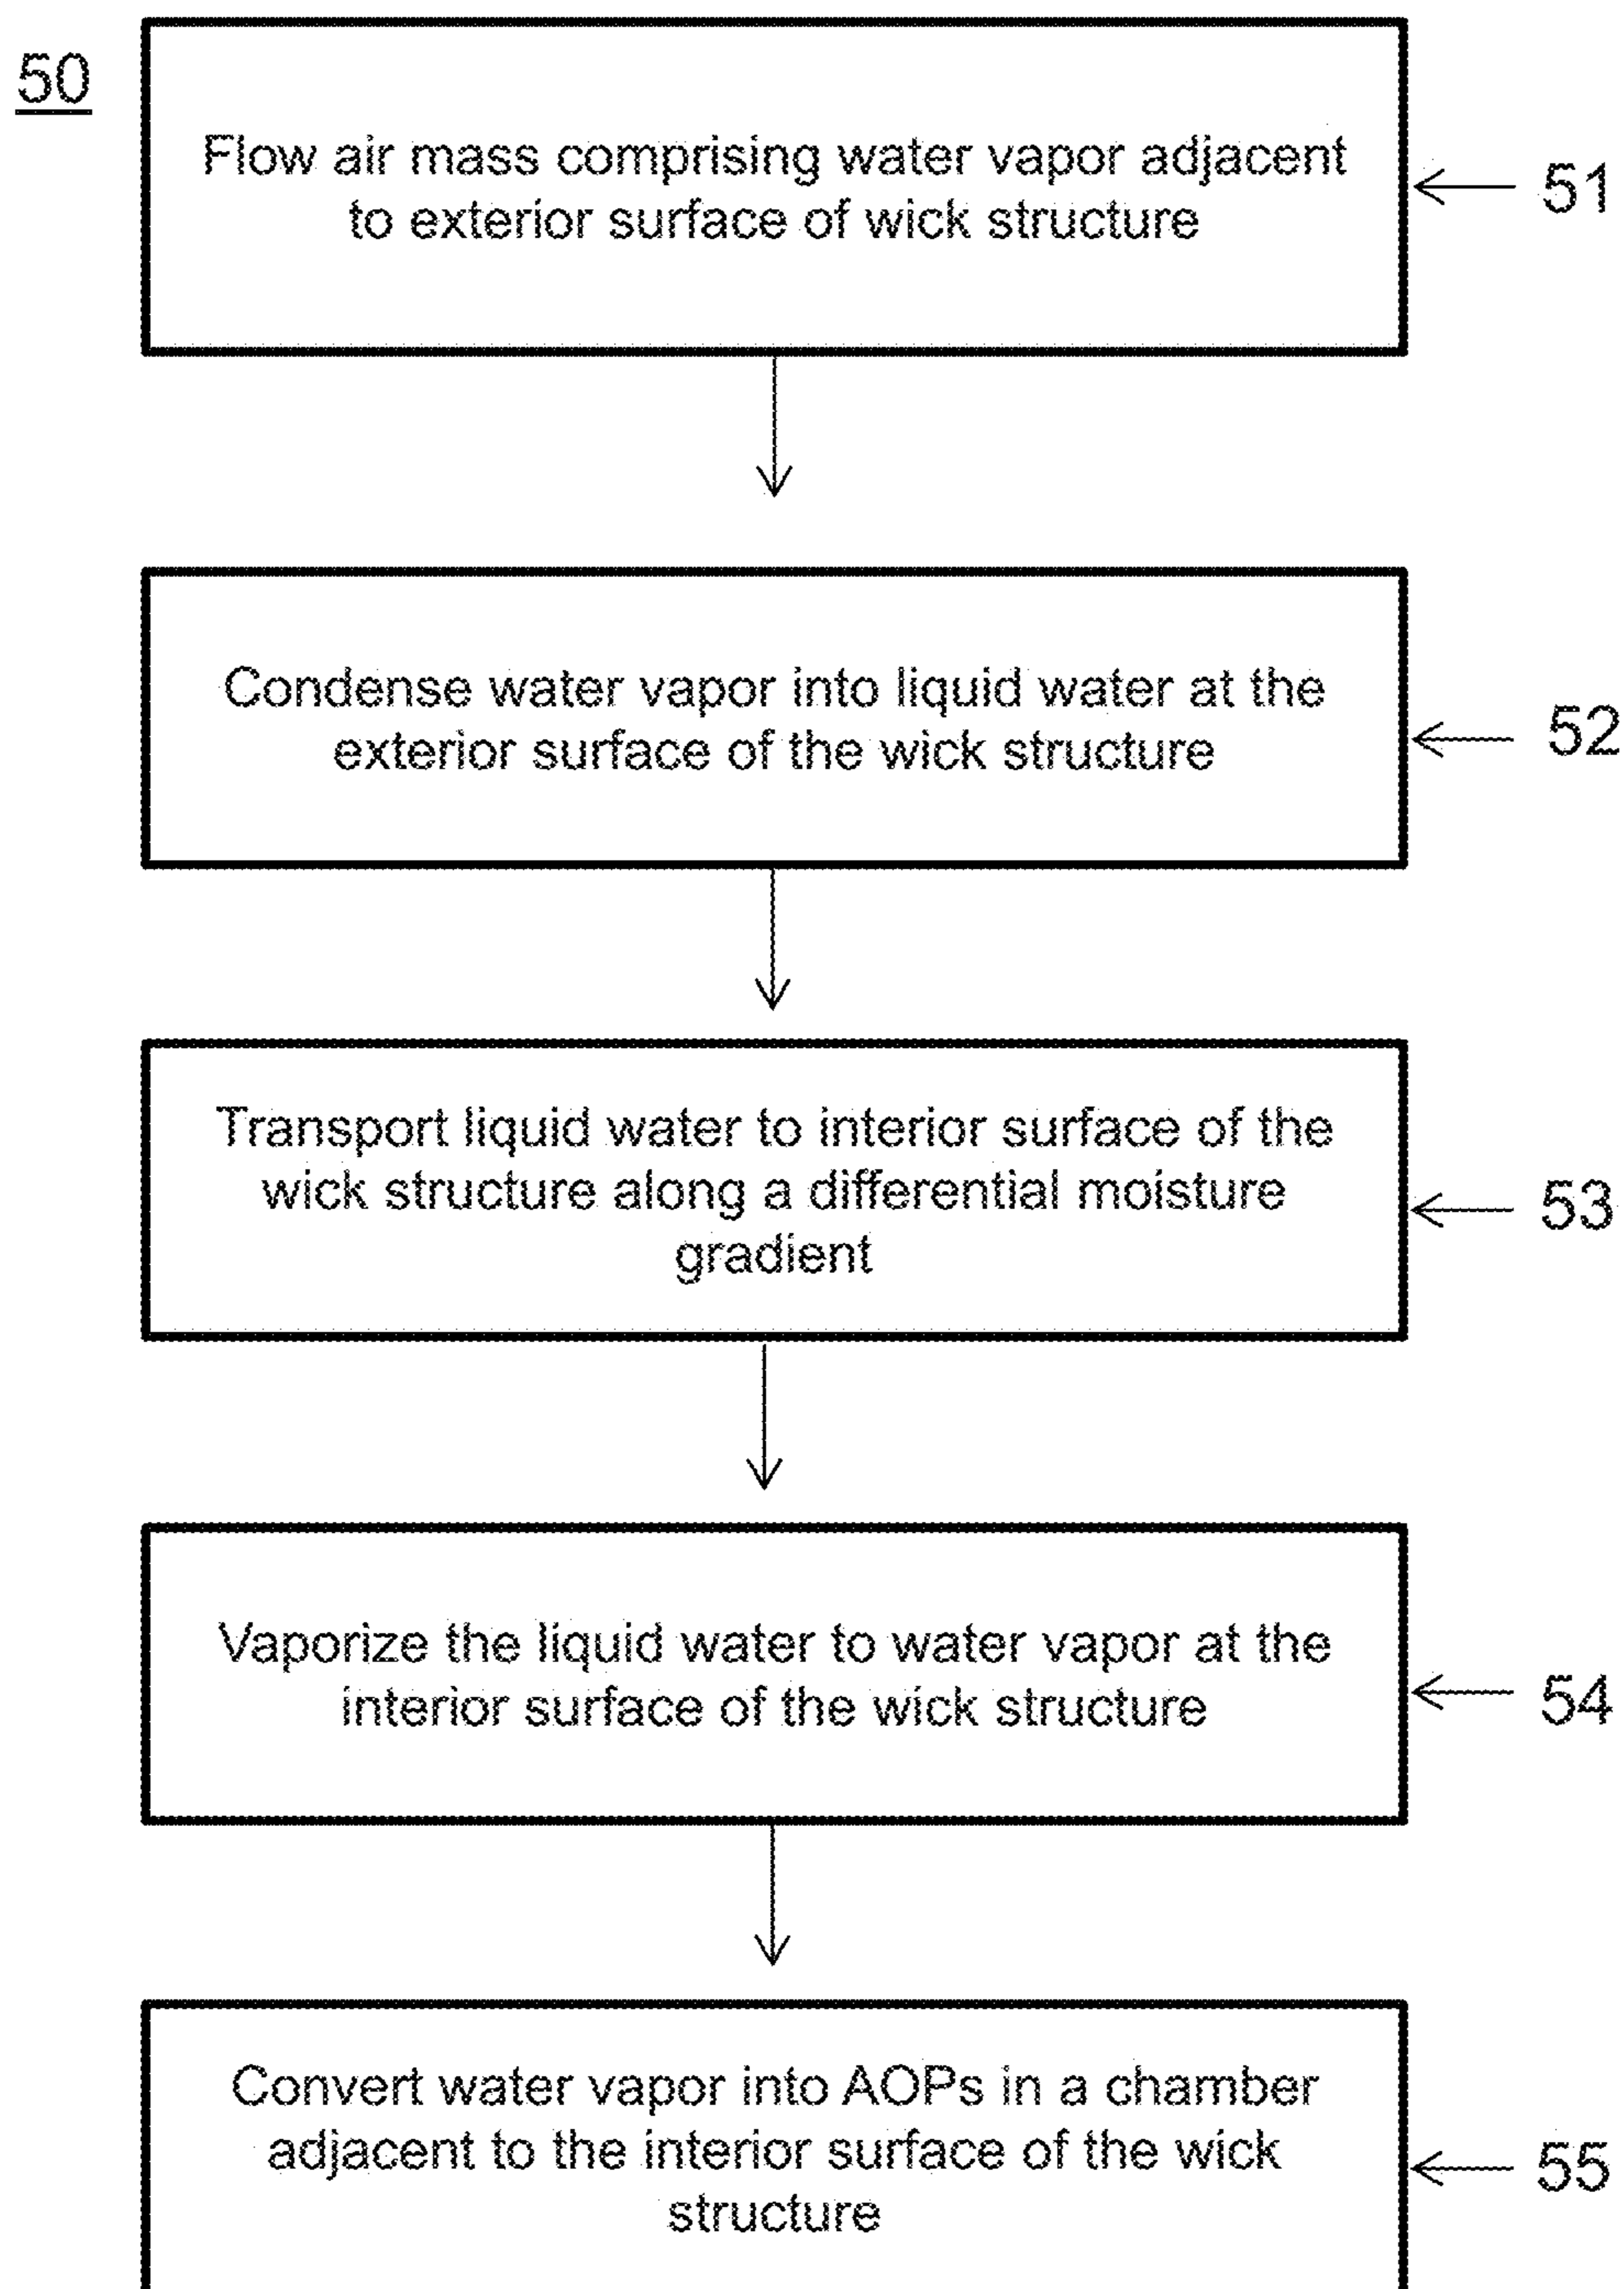 50
Flow air mass comprising water vapor adjacent
to exterior surface of wick structure
51
Condense water vapor into liquid water at the
exterior surface of the wick structure
52
Transport liquid water to interior surface of the
wick structure along a differential moisture
gradient
53
Vaporize the liquid water to water vapor at the
interior surface of the wick structure
54
Convert water vapor into AOPs in a chamber
adjacent to the interior surface of the wick
structure
55